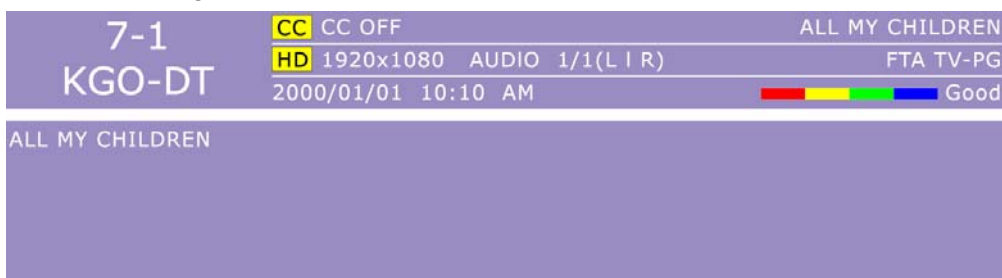 7-1
KGO-DT
CC CC OFF
ALL MY CHILDREN
HD 1920x1080 AUDIO 1/1(L l R)
FTA TV-PG
2000/01/01 10:10 AM
Good
ALL MY CHILDREN